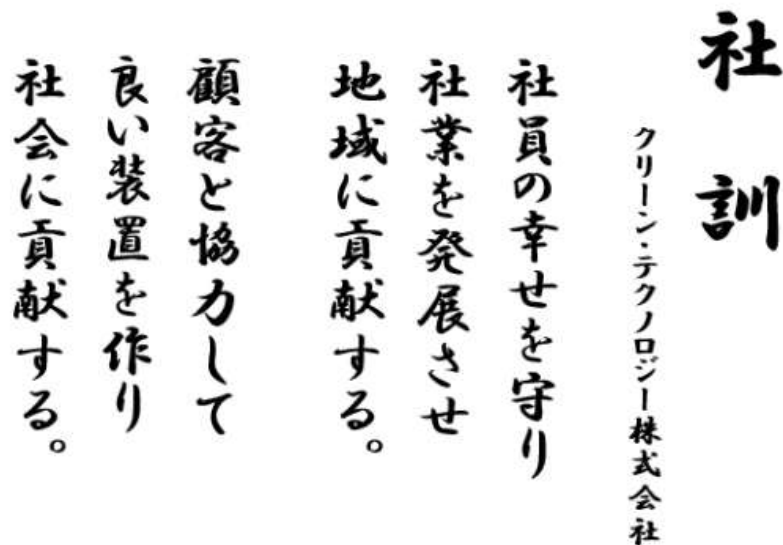 社訓
クリーン・テクノロジー株式会社
社員の幸せを守り
社業を発展させ
地域に貢献する。
顧客と協力して
良い装置を作り
社会に貢献する。